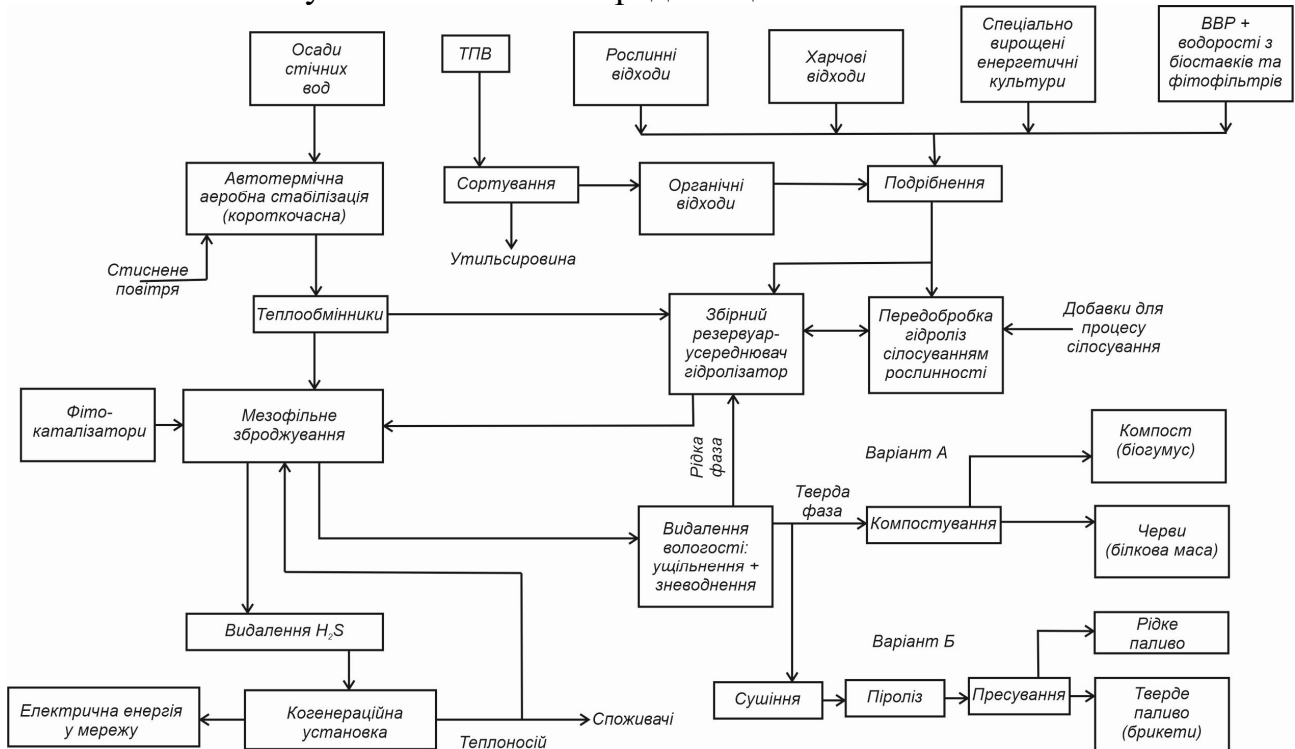 Осади
стічних
вод
ТПВ
Рослинні
відходи
Харчові
відходи
Спеціально
вирощені
енергетичні
культури
ВВР +
водорості з
біоставків та
фітофільтрів
Автотермічна
аеробна стабілізація
(короткочасна)
Сортування
Органічні
відходи
Подрібнення
Стиснене
повітря
Утильсировина
Теплообмінники
Збірний
резервуар-
усереднювач
гідролізатор
Передобробка
гідроліз
сілосуванням
рослинності
Добавки для
процесу
сілосування
Фіто-
каталізатори
Мезофільне
зброджування
Рідка
фаза
Варіант А
Компост
(біогумус)
Тверда
фаза
Видалення
вологості:
ущільнення +
зневоднення
Компостування
Черви
(білкова маса)
Видалення H₂S
Варіант Б
Рідке
паливо
Сушіння
Піроліз
Пресування
Тверде
паливо
(брикети)
Електрична енергія
у мережу
Когенераційна
установка
Споживачі
Теплоносій